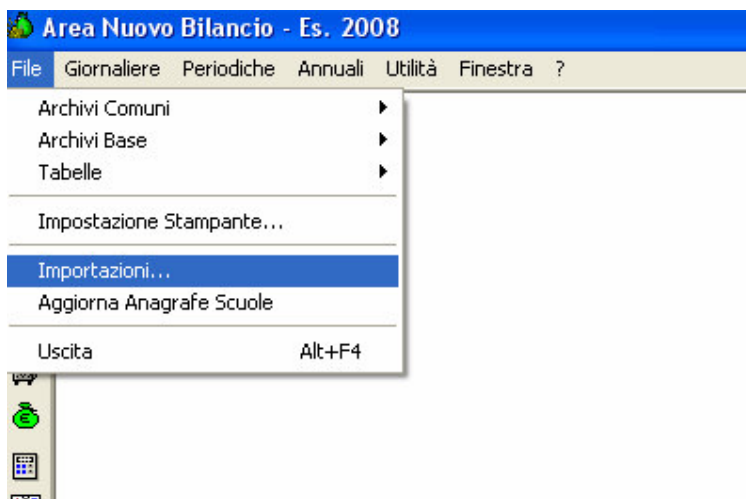 Area Nuovo Bilancio - Es. 2008
File Giornaliere Periodiche Annuali Utilità Finestra ?
Archivi Comuni
Archivi Base
Tabelle
Impostazione Stampante...
Importazioni...
Aggiorna Anagrafe Scuole
Uscita Alt+F4